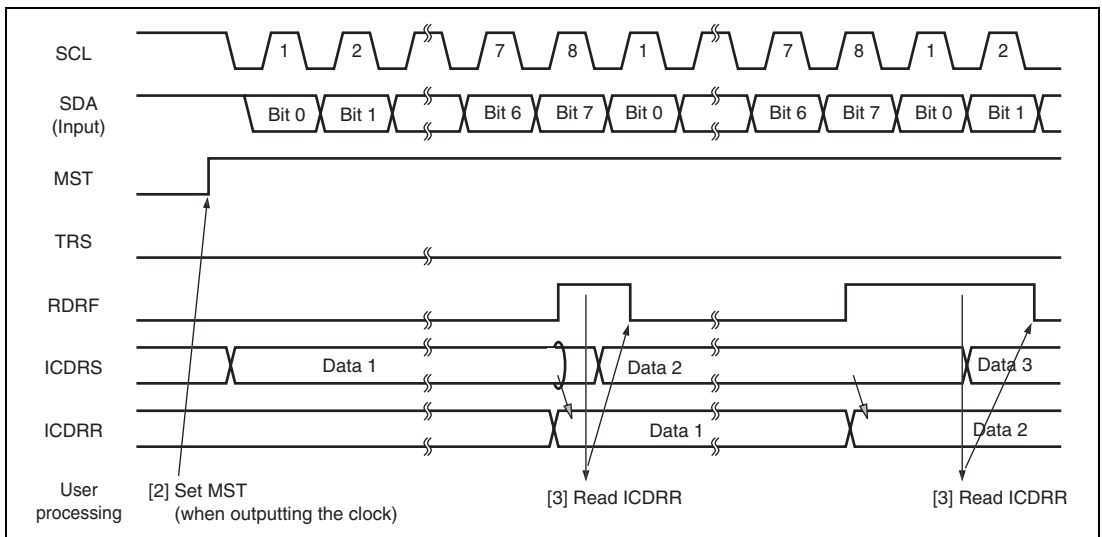 SCL 1 2 7 8 1 7 8 1 2
SDA
(Input)
Bit 0 Bit 1 Bit 6 Bit 7 Bit 0 Bit 6 Bit 7 Bit 0 Bit 1
MST
TRS
RDRF
ICDRS Data 1 Data 2 Data 3
ICDRR Data 1 Data 2
User
processing
[2] Set MST
(when outputting the clock)
[3] Read ICDRR
[3] Read ICDRR